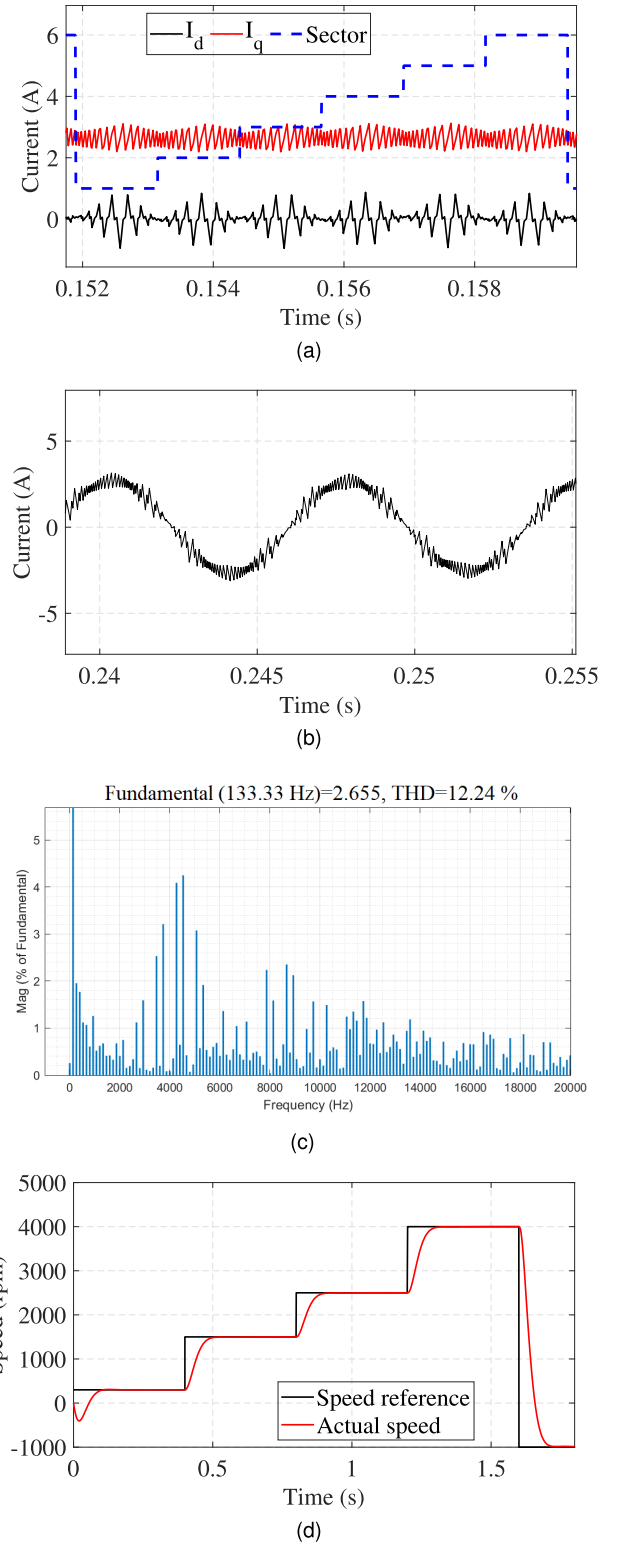 6
4
2
0
Current (A)
I_d I_q Sector
0.152 0.154 0.156 0.158
Time (s)
(a)
5
0
-5
Current (A)
0.24 0.245 0.25 0.255
Time (s)
(b)
Fundamental (133.33 Hz)=2.655, THD=12.24 %
5
4
3
2
1
0
Mag (% of Fundamental)
0 2000 4000 6000 8000 10000 12000 14000 16000 18000 20000
Frequency (Hz)
(c)
5000
4000
3000
2000
1000
0
-1000
Speed (rpm)
Speed reference
Actual speed
0 0.5 1 1.5
Time (s)
(d)